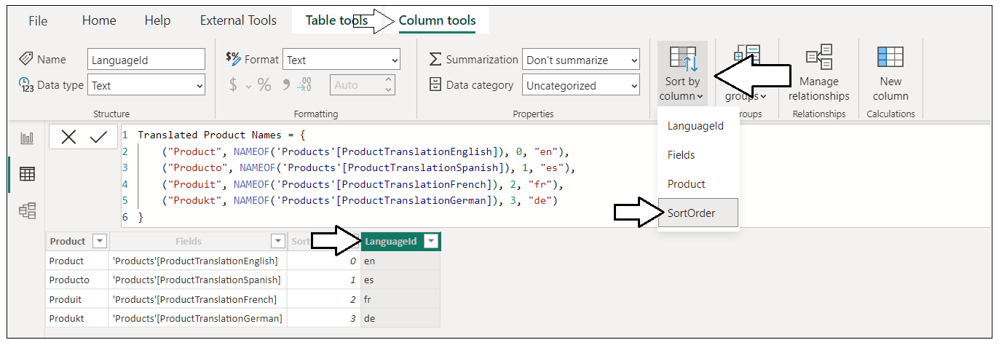 File Home Help External Tools Table tools Column tools
Name LanguageId $% Format Text Summarization Don't summarize
Data type Text $ % Auto Data category Uncategorized
Sort by column
groups
Manage relationships
New column
Structure Formatting Properties Relationships Calculations
LanguageId
Fields
Product
SortOrder
1 Translated Product Names = {
2 ("Product", NAMEOF('Products'[ProductTranslationEnglish]), 0, "en"),
3 ("Producto", NAMEOF('Products'[ProductTranslationSpanish]), 1, "es"),
4 ("Produit", NAMEOF('Products'[ProductTranslationFrench]), 2, "fr"),
5 ("Produkt", NAMEOF('Products'[ProductTranslationGerman]), 3, "de")
6 }
Product Fields LanguageId
Product 'Products'[ProductTranslationEnglish] 0 en
Producto 'Products'[ProductTranslationSpanish] 1 es
Produit 'Products'[ProductTranslationFrench] 2 fr
Produkt 'Products'[ProductTranslationGerman] 3 de